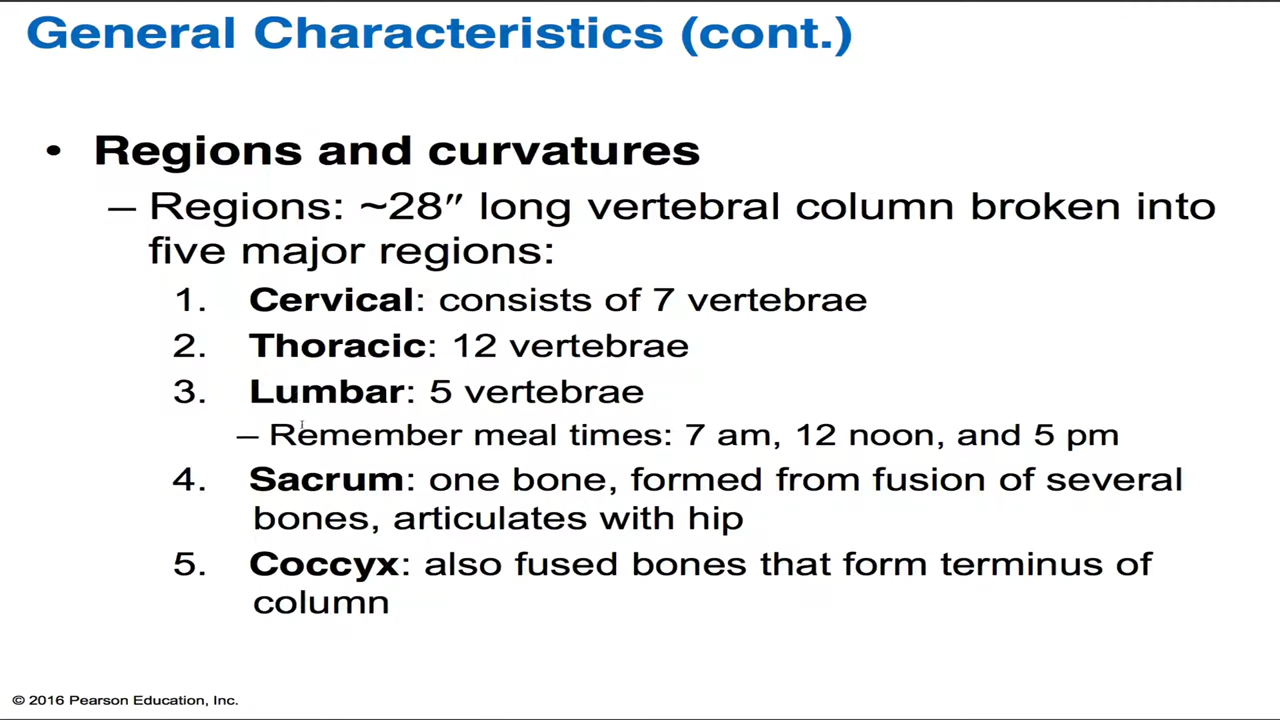 General Characteristics (cont.)
• Regions and curvatures
– Regions: ~28″ long vertebral column broken into
five major regions:
1. Cervical: consists of 7 vertebrae
2. Thoracic: 12 vertebrae
3. Lumbar: 5 vertebrae
– Remember meal times: 7 am, 12 noon, and 5 pm
4. Sacrum: one bone, formed from fusion of several
bones, articulates with hip
5. Coccyx: also fused bones that form terminus of
column
© 2016 Pearson Education, Inc.